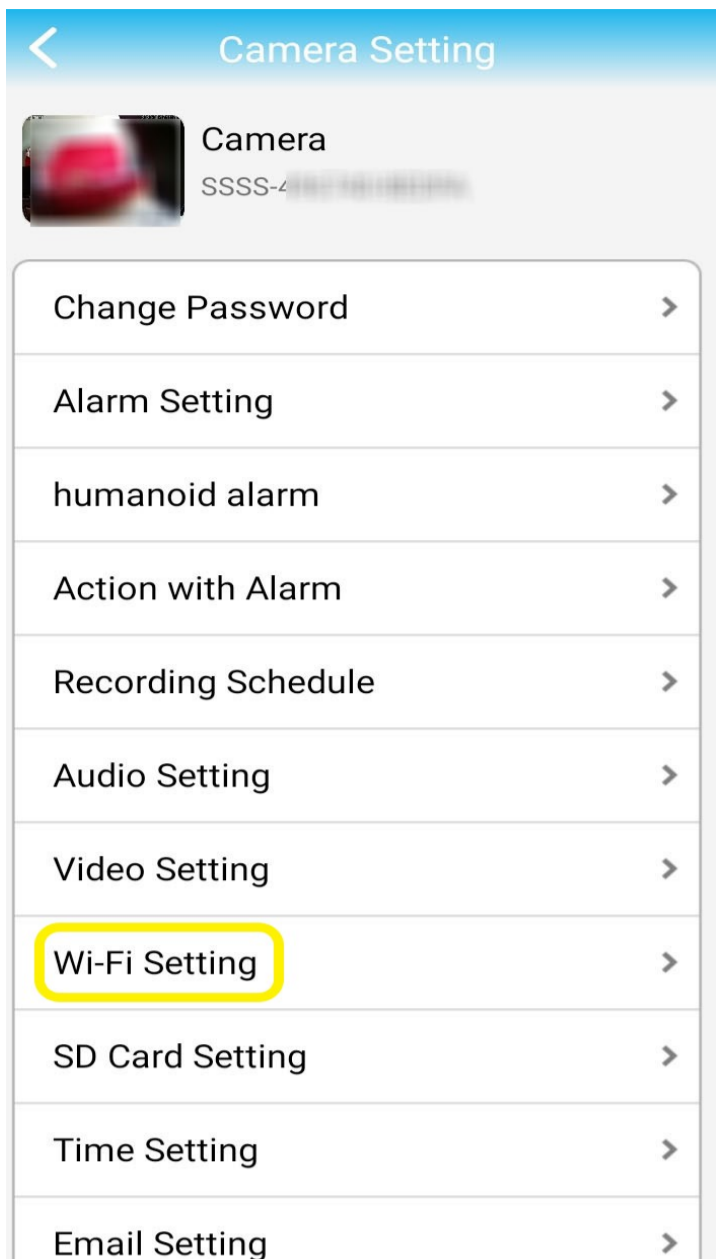 Camera Setting
Camera
SSSS-
Change Password
Alarm Setting
humanoid alarm
Action with Alarm
Recording Schedule
Audio Setting
Video Setting
Wi-Fi Setting
SD Card Setting
Time Setting
Email Setting